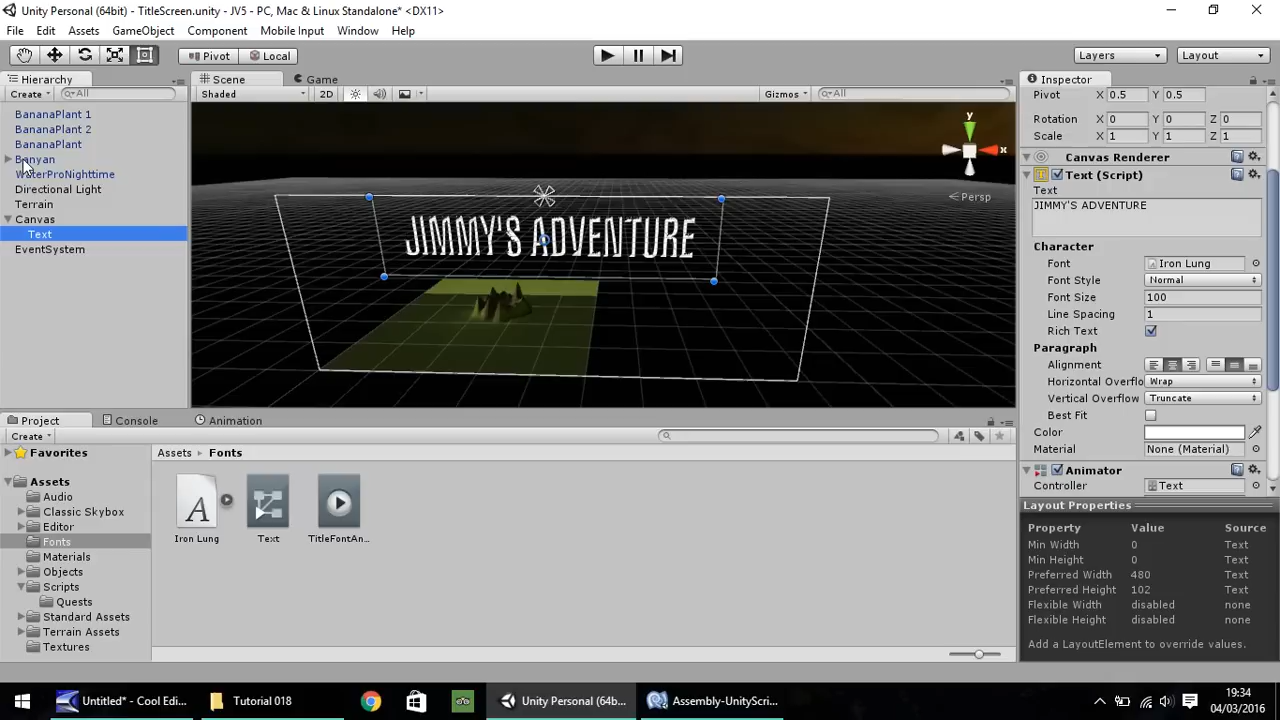 Unity Personal (64bit) - TitleScreen.unity - JV5 - PC, Mac & Linux Standalone* <DX11>
File Edit Assets GameObject Component Mobile Input Window Help
Pivot Local Layers Layout
Hierarchy Scene Game Inspector
Create All Shaded 2D Gizmos All
Pivot X 0.5 Y 0.5
BananaPlant 1
BananaPlant 2
BananaPlant
Banyan
WaterProNighttime
Directional Light
Terrain
Canvas
Text
EventSystem
y
x
Persp
JIMMY'S ADVENTURE
Rotation X 0 Y 0 Z 0
Scale X 1 Y 1 Z 1
Canvas Renderer
Text (Script)
Text
JIMMY'S ADVENTURE
Character
Font Iron Lung
Font Style Normal
Font Size 100
Line Spacing 1
Rich Text
Paragraph
Alignment
Horizontal Overflo Wrap
Vertical Overflow Truncate
Best Fit
Color
Material None (Material)
Animator
Controller Text
Project Console Animation
Create
Favorites
Assets
Audio
Classic Skybox
Editor
Fonts
Materials
Objects
Scripts
Quests
Standard Assets
Terrain Assets
Textures
Assets Fonts
A
Iron Lung Text TitleFontAn...
Layout Properties
Property Value Source
Min Width 0 Text
Min Height 0 Text
Preferred Width 480 Text
Preferred Height 102 Text
Flexible Width disabled none
Flexible Height disabled none
Add a LayoutElement to override values.
Untitled* - Cool Edi... Tutorial 018 Unity Personal (64b... Assembly-UnityScri...
19:34
04/03/2016